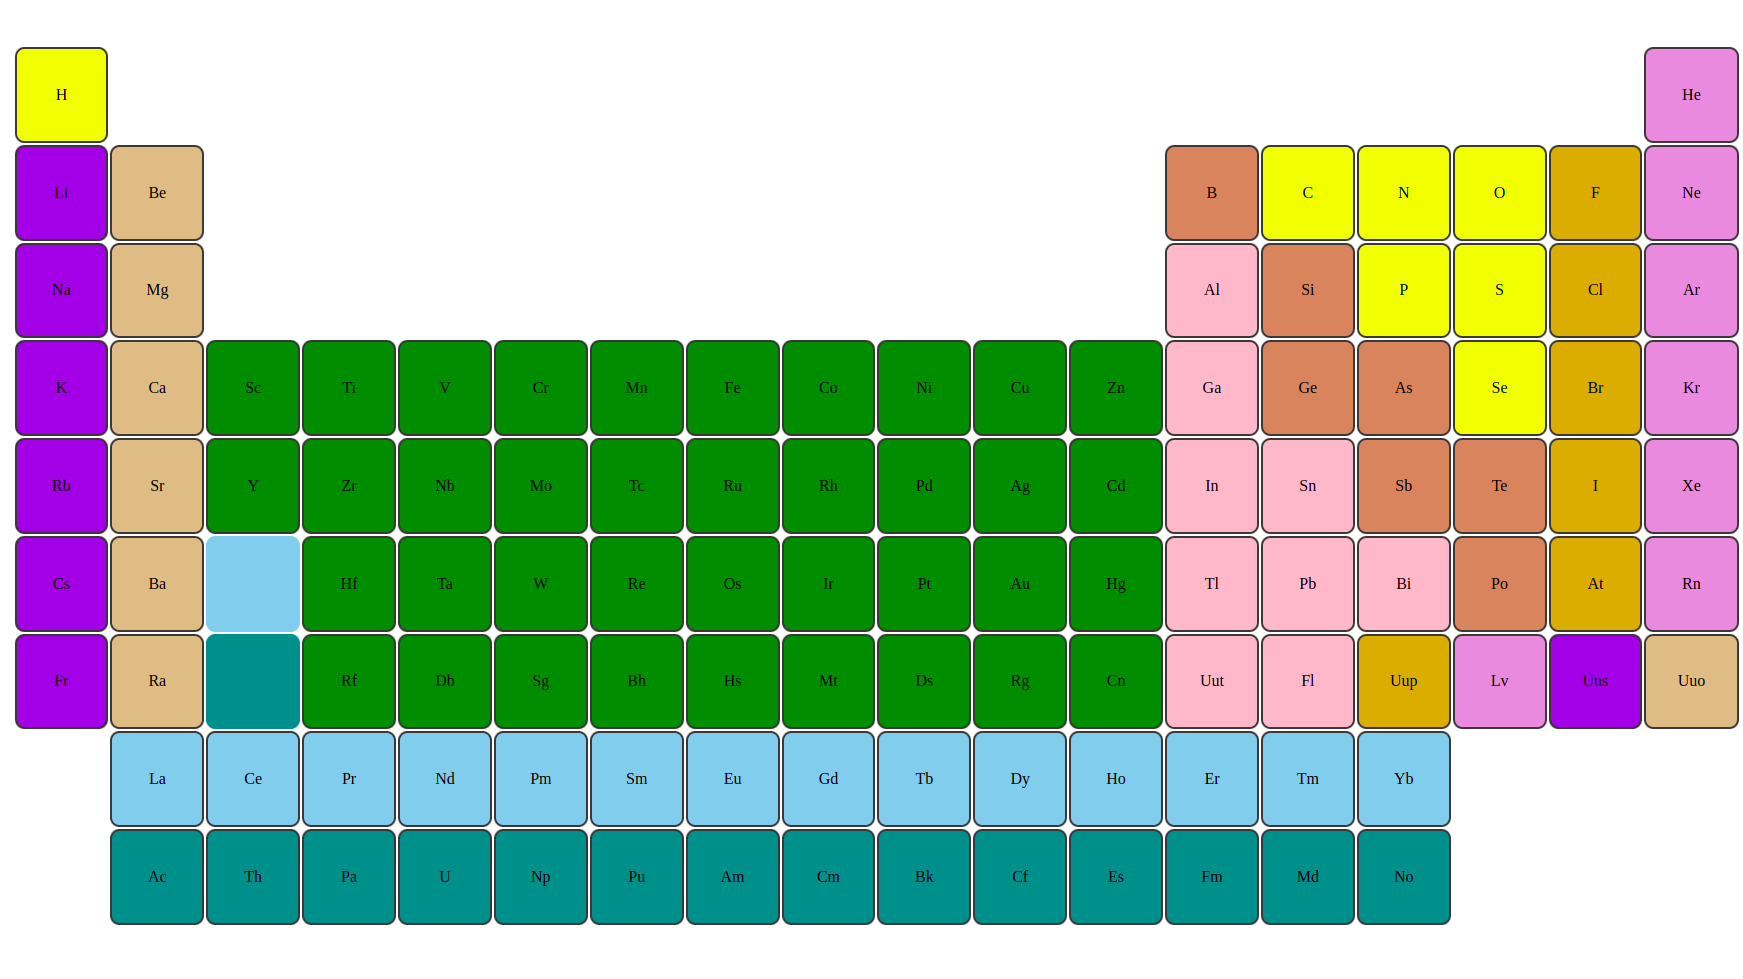 H He
Li Be B C N O F Ne
Na Mg Al Si P S Cl Ar
K Ca Sc Ti V Cr Mn Fe Co Ni Cu Zn Ga Ge As Se Br Kr
Rb Sr Y Zr Nb Mo Tc Ru Rh Pd Ag Cd In Sn Sb Te I Xe
Cs Ba Hf Ta W Re Os Ir Pt Au Hg Tl Pb Bi Po At Rn
Fr Ra Rf Db Sg Bh Hs Mt Ds Rg Cn Uut Fl Uup Lv Uus Uuo
La Ce Pr Nd Pm Sm Eu Gd Tb Dy Ho Er Tm Yb
Ac Th Pa U Np Pu Am Cm Bk Cf Es Fm Md No